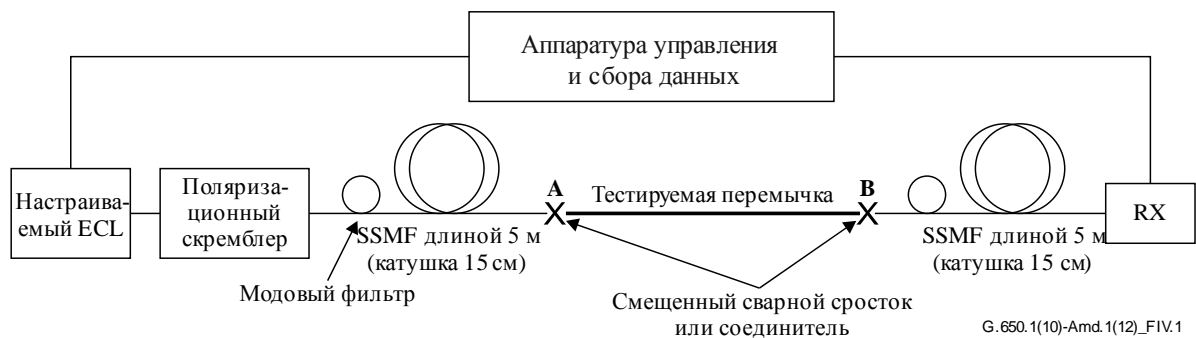 Аппаратура управления
и сбора данных
Настраива-
емый ECL
Поляриза-
ционный
скремблер
A
Тестируемая перемычка
B
RX
SSMF длиной 5 м
(катушка 15 см)
SSMF длиной 5 м
(катушка 15 см)
Модовый фильтр
Смещенный сварной сросток
или соединитель
G.650.1(10)-Amd.1(12)_FIV.1